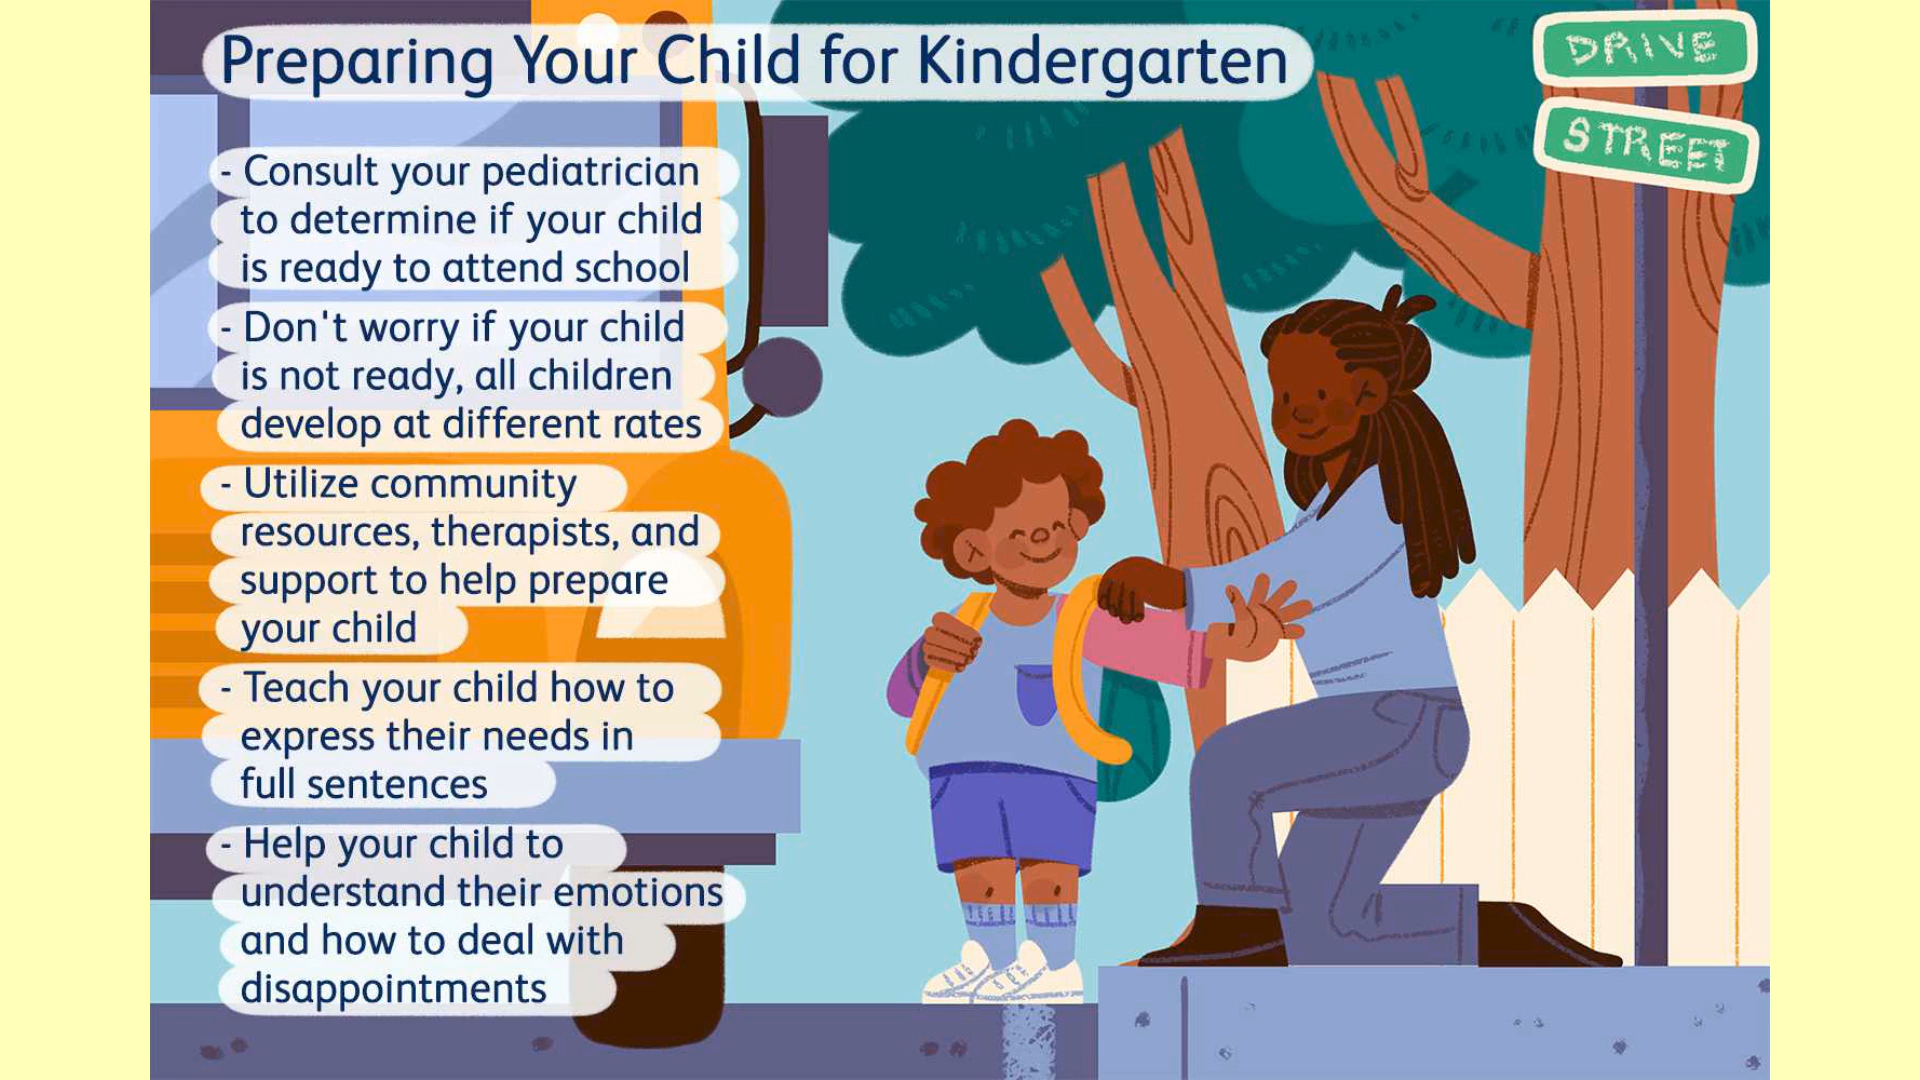 Preparing Your Child for Kindergarten
DRIVE
STREET
- Consult your pediatrician
to determine if your child
is ready to attend school
- Don't worry if your child
is not ready, all children
develop at different rates
- Utilize community
resources, therapists, and
support to help prepare
your child
- Teach your child how to
express their needs in
full sentences
- Help your child to
understand their emotions
and how to deal with
disappointments